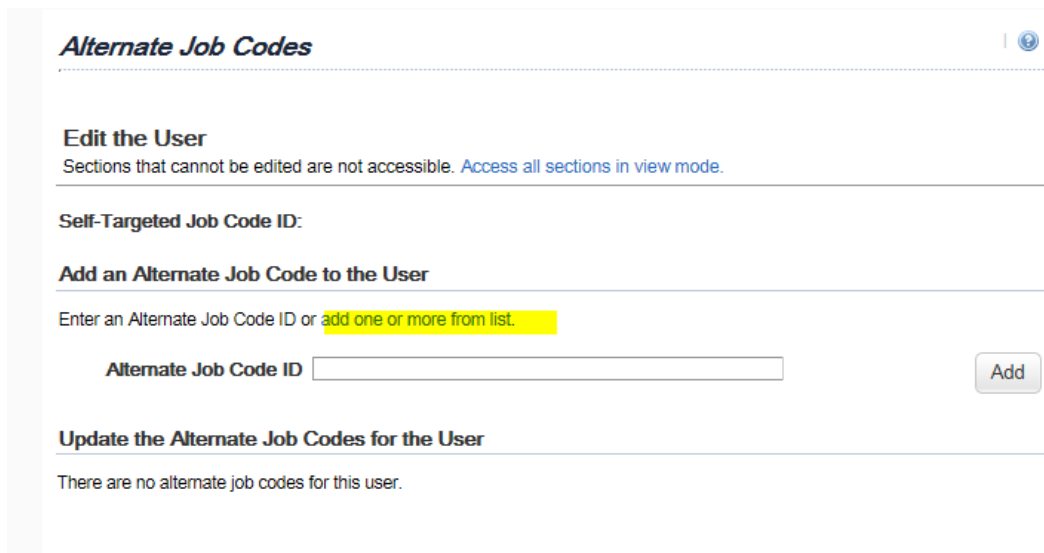 Alternate Job Codes
Edit the User
Sections that cannot be edited are not accessible. Access all sections in view mode.
Self-Targeted Job Code ID:
Add an Alternate Job Code to the User
Enter an Alternate Job Code ID or add one or more from list.
Alternate Job Code ID
Add
Update the Alternate Job Codes for the User
There are no alternate job codes for this user.